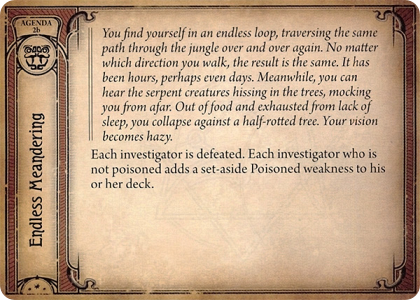 AGENDA
2b
Endless Meandering
You find yourself in an endless loop, traversing the same
path through the jungle over and over again. No matter
which direction you walk, the result is the same. It has
been hours, perhaps even days. Meanwhile, you can
hear the serpent creatures hissing in the trees, mocking
you from afar. Out of food and exhausted from lack of
sleep, you collapse against a half-rotted tree. Your vision
becomes hazy.
Each investigator is defeated. Each investigator who is
not poisoned adds a set-aside Poisoned weakness to his
or her deck.